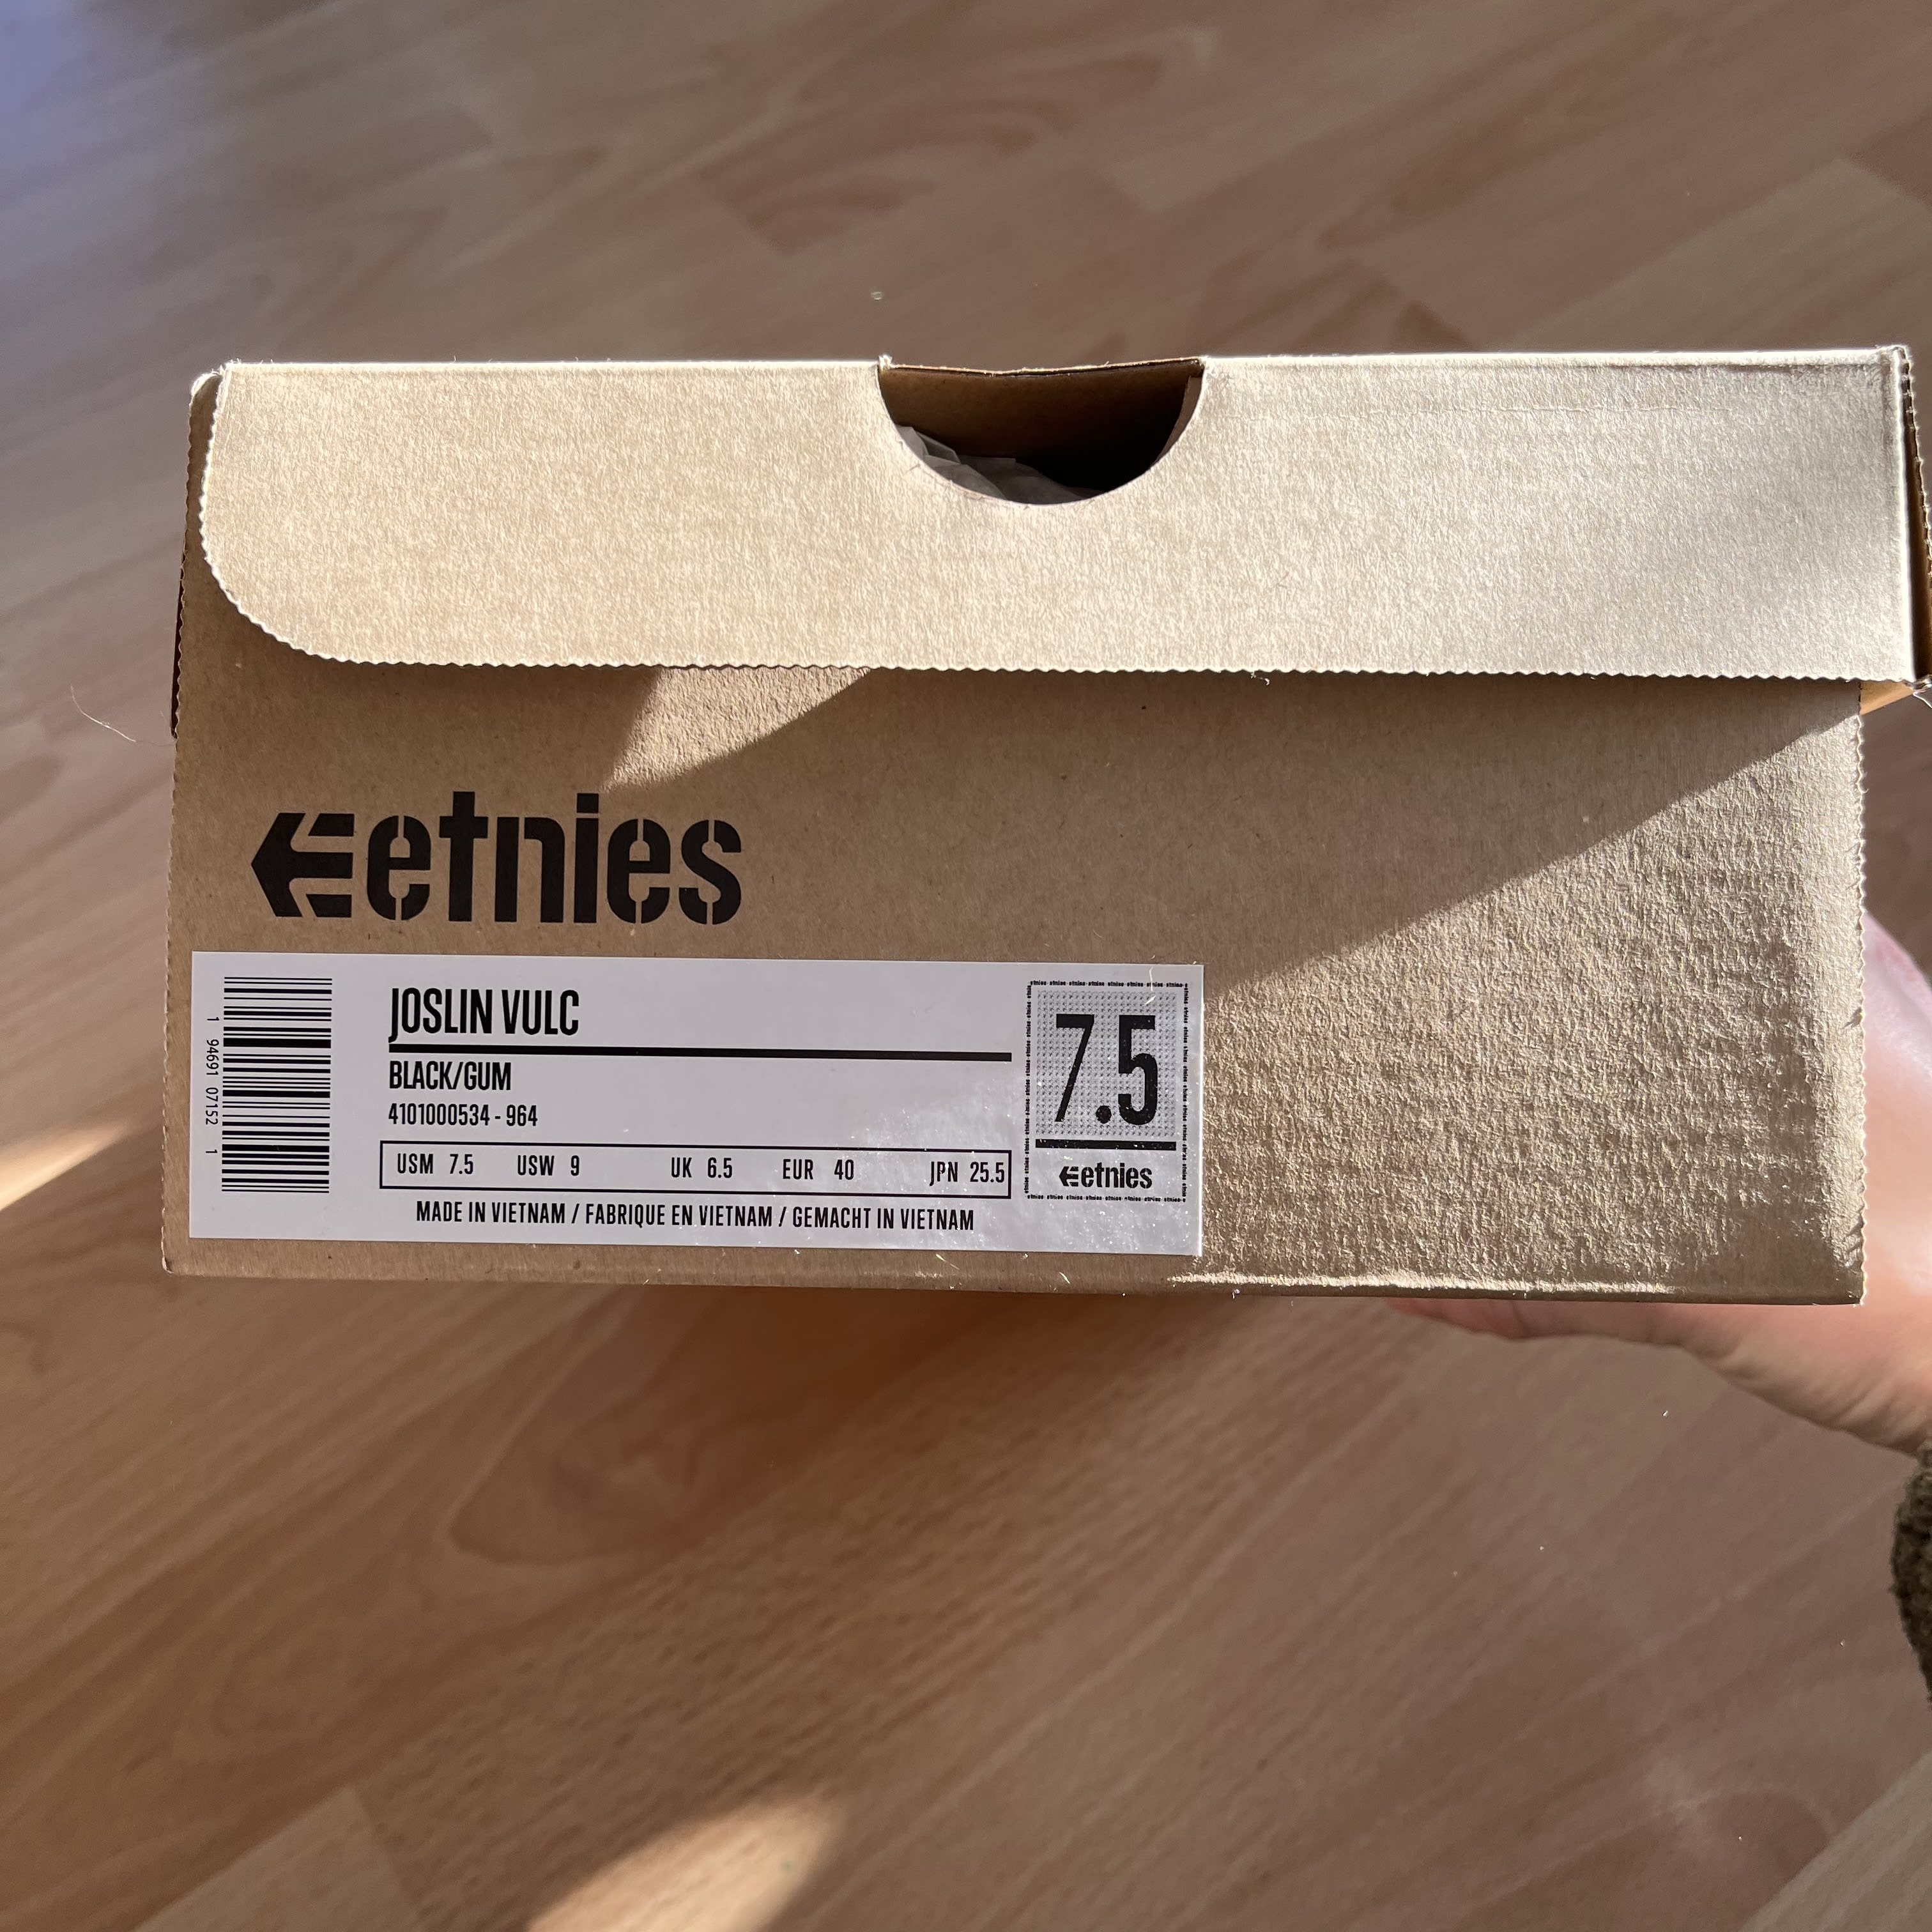 etnies
1 94691 07152 1
JOSLIN VULC
BLACK/GUM
4101000534 - 964
USM 7.5 USW 9 UK 6.5 EUR 40 JPN 25.5
MADE IN VIETNAM / FABRIQUE EN VIETNAM / GEMACHT IN VIETNAM
7.5
etnies